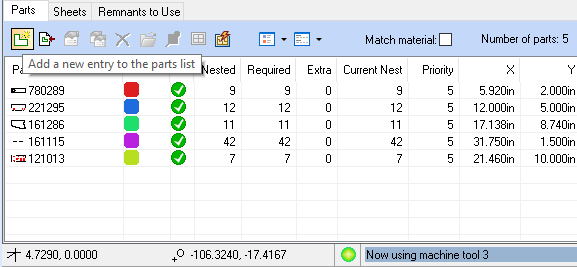 Parts Sheets Remnants to Use
Match material: Number of parts: 5
Add a new entry to the parts list
Pa Nested Required Extra Current Nest Priority X Y
780289 9 9 0 9 5 5.920in 2.000in
221295 12 12 0 12 5 12.000in 5.000in
161286 11 11 0 11 5 17.138in 8.740in
161115 42 42 0 42 5 31.750in 1.500in
121013 7 7 0 7 5 21.460in 10.000in
4.7290, 0.0000 -106.3240, -17.4167 Now using machine tool 3